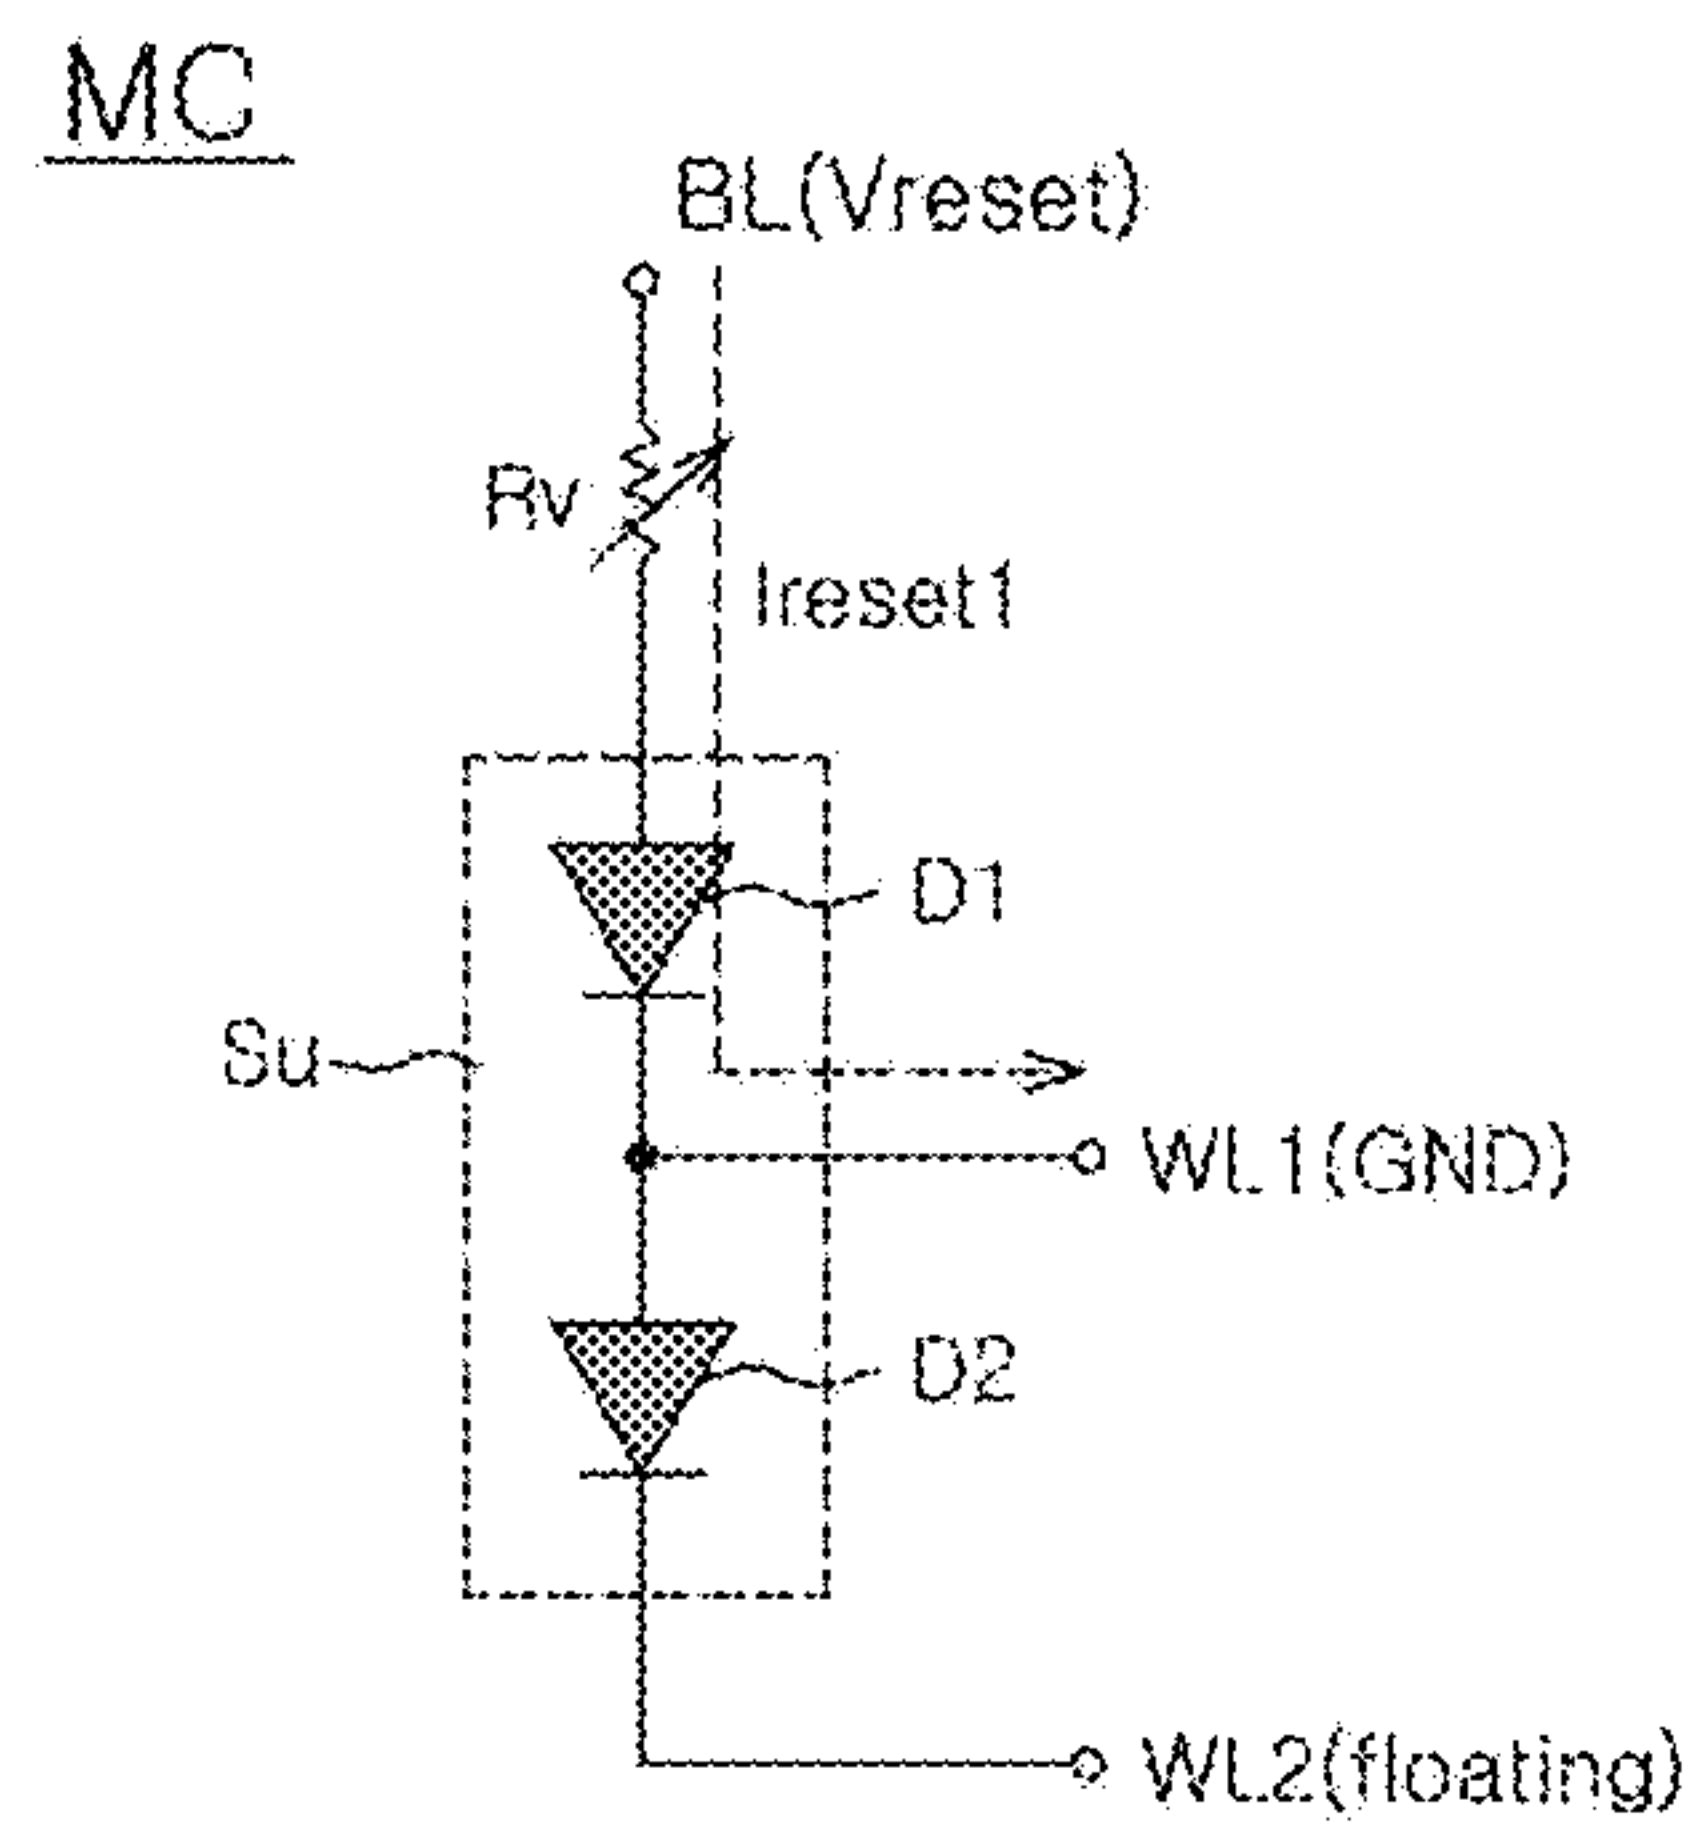 MC
BL(Vreset)
Rv
Ireset1
D1
Su
WL1(GND)
D2
WL2(floating)